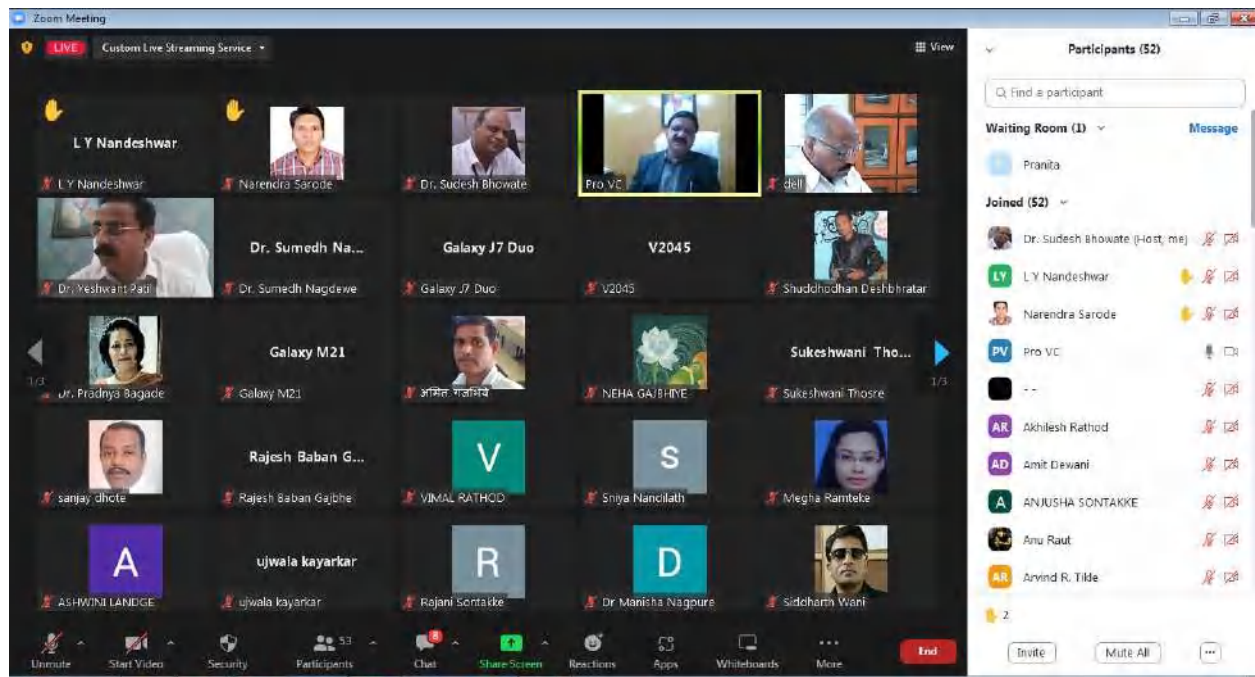 Zoom Meeting
LIVE Custom Live Streaming Service
View
L Y Nandeshwar
L Y Nandeshwar
Narendra Sarode
Dr. Sudesh Bhowate
Pro VC
dell
Dr. Yeshwant Patil
Dr. Sumedh Na...
Dr. Sumedh Nagdewe
Galaxy J7 Duo
Galaxy J7 Duo
V2045
V2045
Shuddhodhan Deshbhratar
1/3
Dr. Pradnya Bagade
Galaxy M21
Galaxy M21
अमित गजभिये
NEHA GAJBHIYE
Sukeshwani Tho...
Sukeshwani Thosre
1/3
sanjay dhote
Rajesh Baban G...
Rajesh Baban Gajbhe
V
VIMAL RATHOD
S
Sniya Nandilath
Megha Ramteke
A
ASHWINI LANDGE
ujwala kayarkar
ujwala kayarkar
R
Rajani Sontakke
D
Dr Manisha Nagpure
Siddharth Wani
Unmute
Start Video
Security
53
Participants
8
Chat
Share Screen
Reactions
Apps
Whiteboards
More
End
Participants (52)
Find a participant
Waiting Room (1)
Message
Pranita
Joined (52)
Dr. Sudesh Bhowate (Host, me)
LY L Y Nandeshwar
Narendra Sarode
PV Pro VC
- -
AR Akhilesh Rathod
AD Amit Dewani
A ANJUSHA SONTAKKE
Anu Raut
AR Arvind R. Tilde
2
Invite
Mute All
...